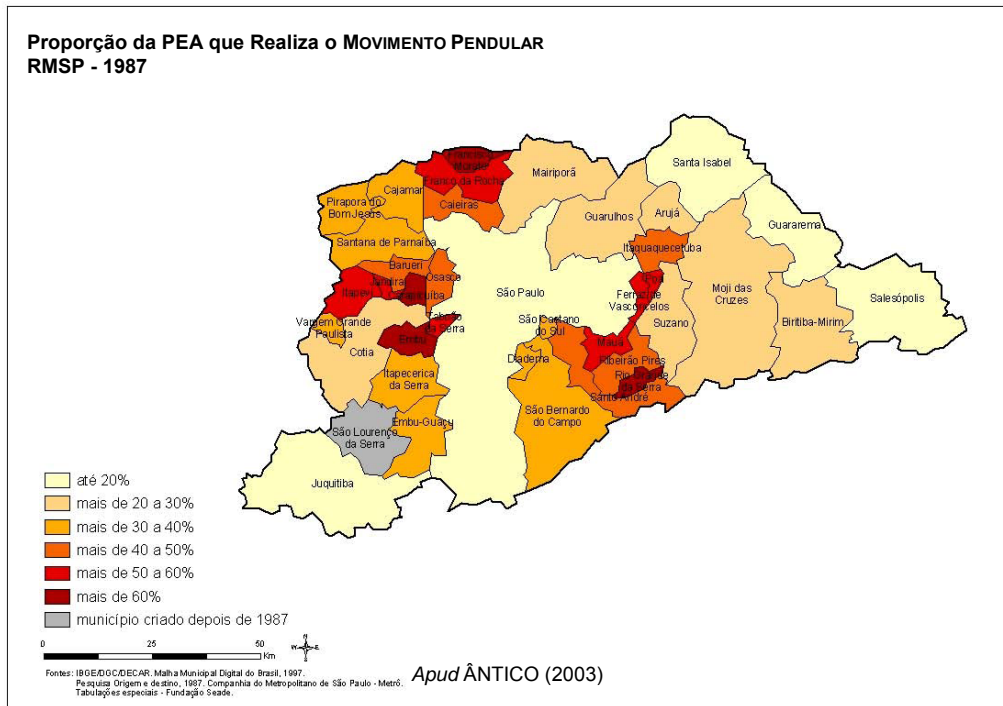 Proporção da PEA que Realiza o MOVIMENTO PENDULAR
RMSP - 1987
Santa Isabel
Francisco
Morato
Franco da Rocha
Mairiporã
Cajamar
Caieiras
Pirapora do
Bom Jesus
Guarulhos
Arujá
Guararema
Santana de Parnaíba
Itaquaquecetuba
Barueri
Osasco
Jandira
Itapevi
Poá
Moji das
Cruzes
São Paulo
Ferraz de
Vasconcelos
Salesópolis
Biritiba-Mirim
Vargem Grande
Paulista
Taboão
da Serra
São Caetano
do Sul
Suzano
Embu
Mauá
Cotia
Diadema
Ribeirão Pires
Itapecerica
da Serra
Rio Grande
da Serra
Santo André
São Bernardo
do Campo
Embu-Guaçu
São Lourenço
da Serra
Juquitiba
até 20%
mais de 20 a 30%
mais de 30 a 40%
mais de 40 a 50%
mais de 50 a 60%
mais de 60%
município criado depois de 1987
0 25 50
Km
Fontes: IBGE/DGC/DECAR. Malha Municipal Digital do Brasil, 1997.
Pesquisa Origem e destino, 1987. Companhia do Metropolitano de São Paulo - Metrô.
Tabulações especiais - Fundação Seade.
Apud ÂNTICO (2003)